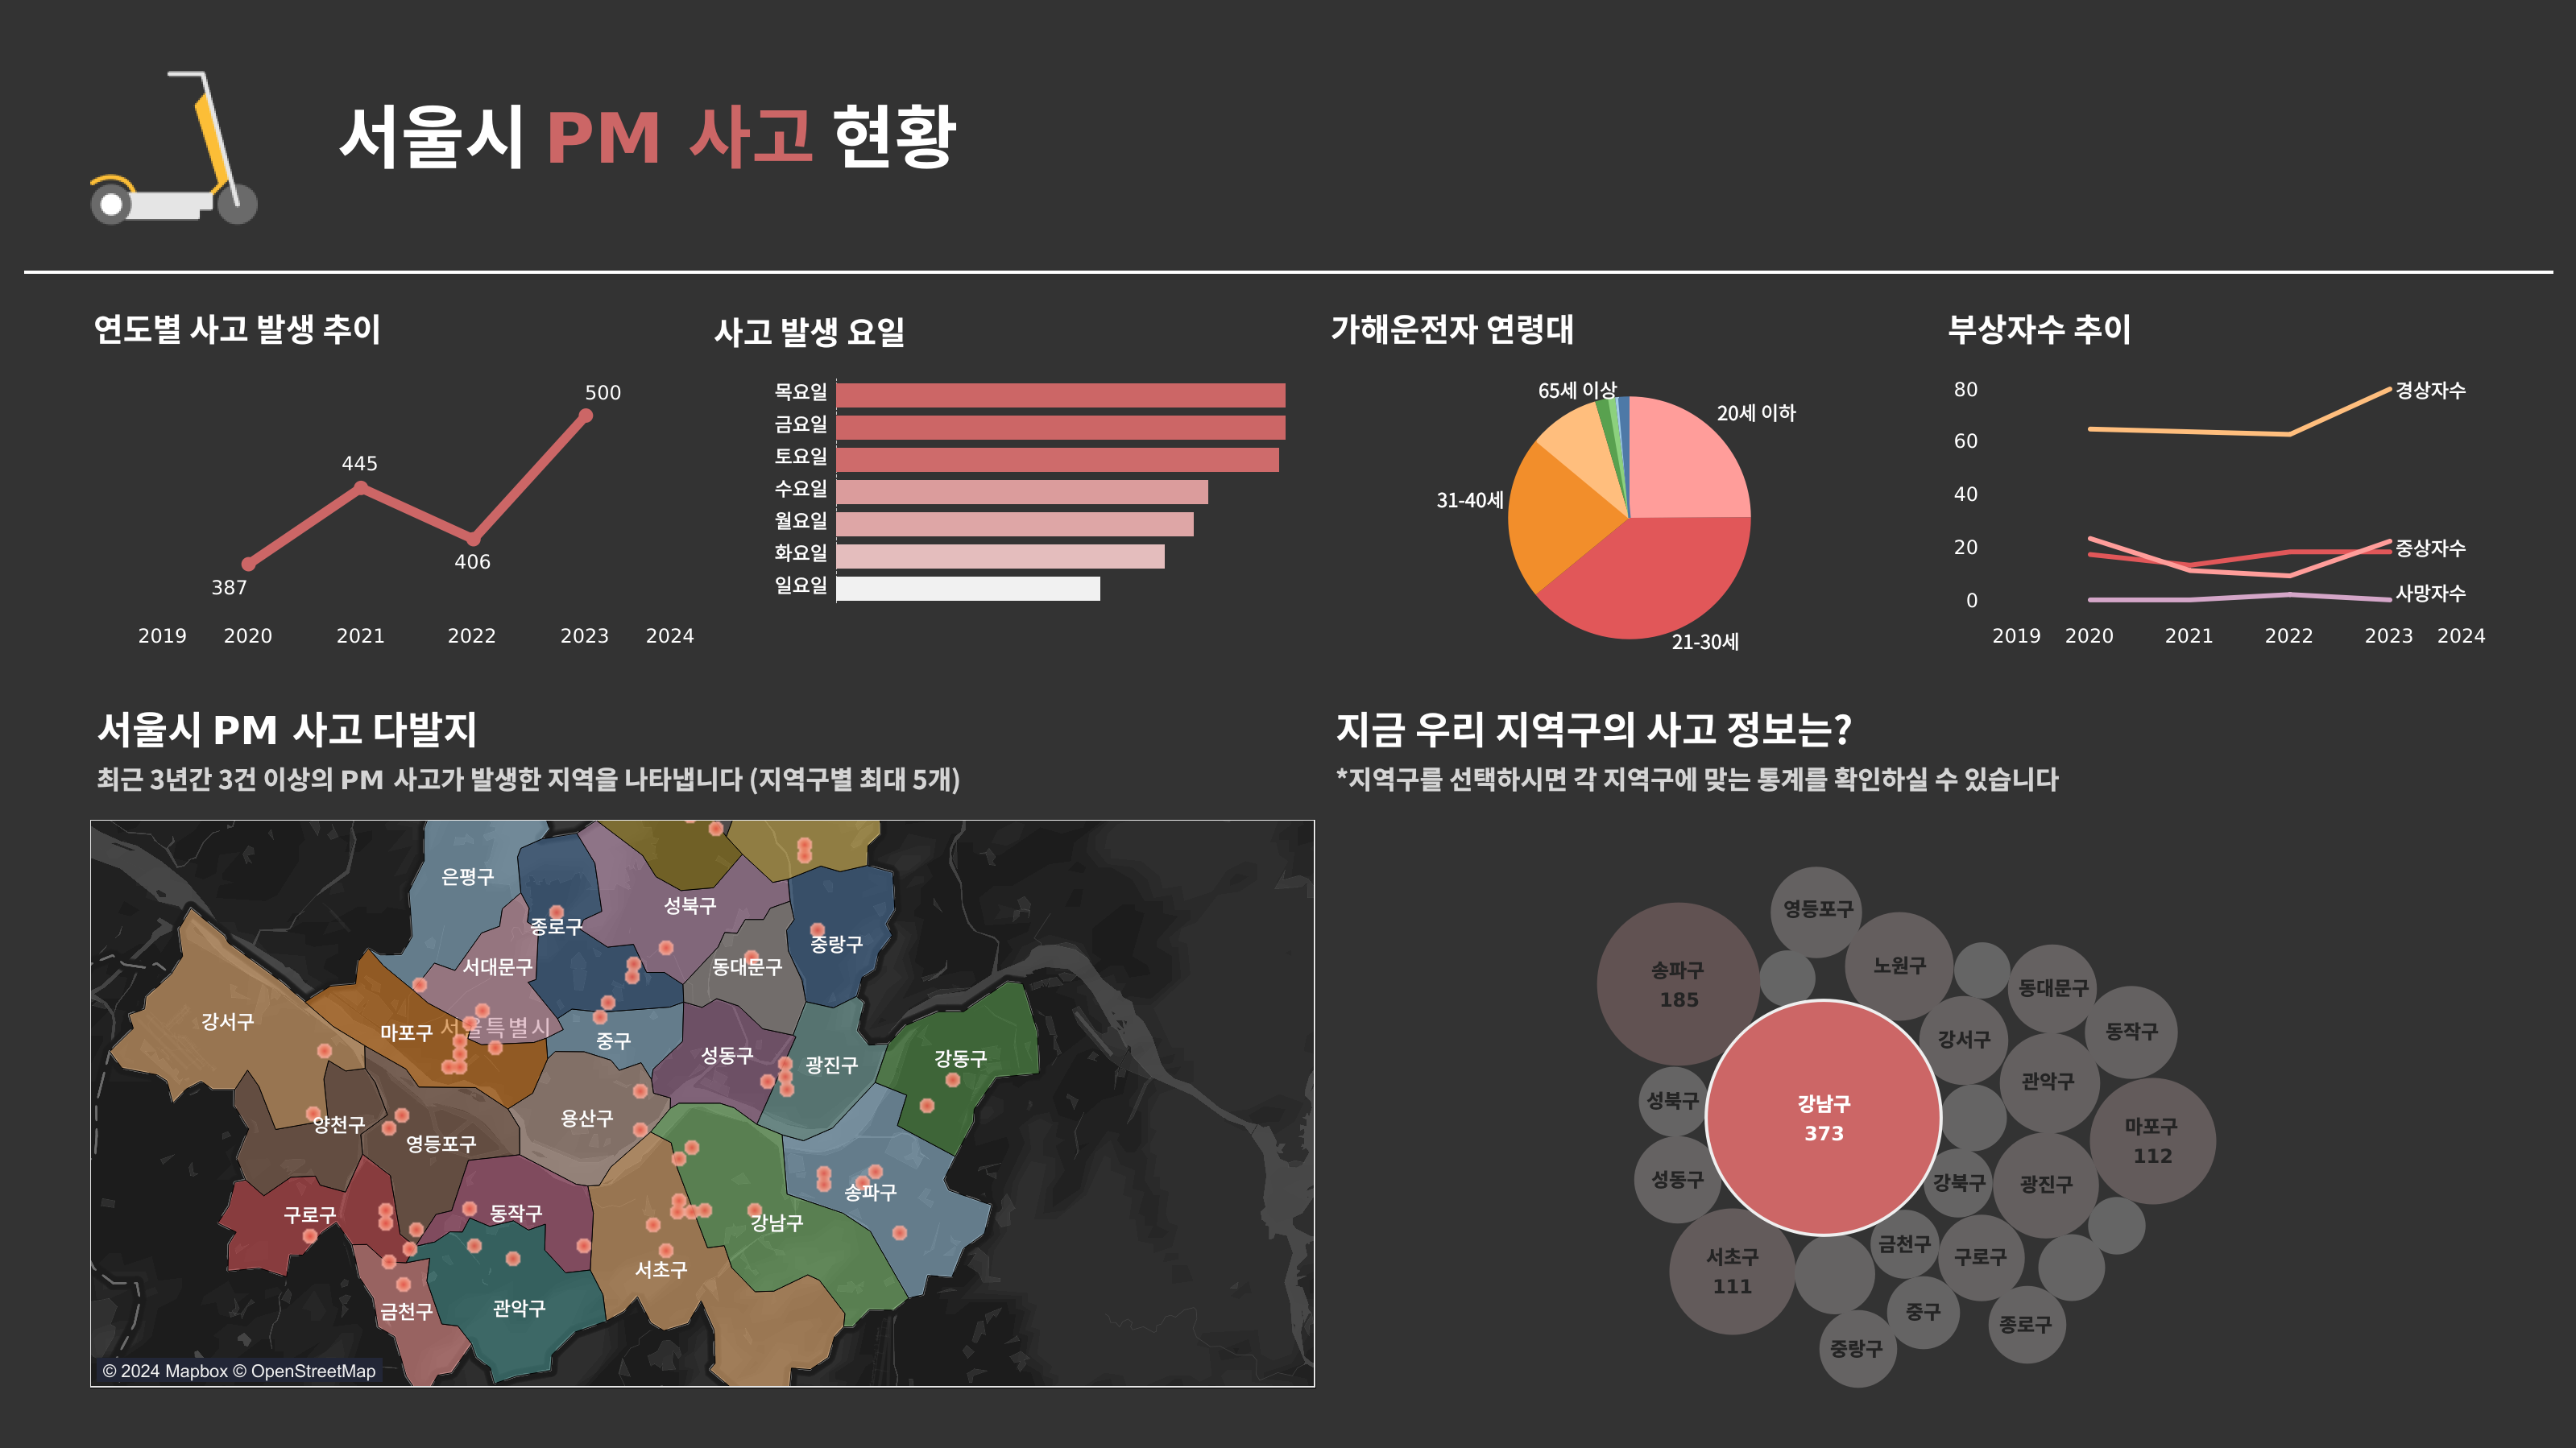 서울시 PM 사고 현황
연도별 사고 발생 추이
500
445
406
387
2019 2020 2021 2022 2023 2024
사고 발생 요일
목요일
금요일
토요일
수요일
월요일
화요일
일요일
가해운전자 연령대
65세 이상
20세 이하
31-40세
21-30세
부상자수 추이
80
60
40
20
0
경상자수
중상자수
사망자수
2019 2020 2021 2022 2023 2024
서울시 PM 사고 다발지
최근 3년간 3건 이상의 PM 사고가 발생한 지역을 나타냅니다 (지역구별 최대 5개)
은평구
성북구
종로구
중랑구
서대문구
동대문구
강서구
마포구
서울특별시
중구
성동구
광진구
강동구
용산구
양천구
영등포구
송파구
구로구
동작구
강남구
서초구
금천구
관악구
© 2024 Mapbox © OpenStreetMap
지금 우리 지역구의 사고 정보는?
*지역구를 선택하시면 각 지역구에 맞는 통계를 확인하실 수 있습니다
영등포구
송파구
185
노원구
동대문구
강서구
동작구
관악구
성북구
강남구
373
마포구
112
성동구
강북구
광진구
서초구
111
금천구
구로구
중구
종로구
중랑구